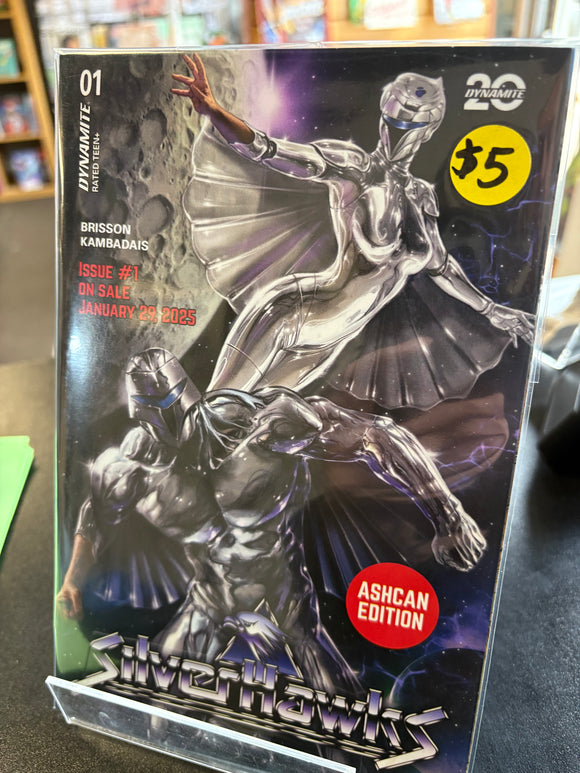 01
DYNAMITE
RATED TEEN+
20
DYNAMITE
$5
BRISSON
KAMBADAIS
ISSUE #1
ON SALE
JANUARY 29, 2025
ASHCAN
EDITION
SilverHawks